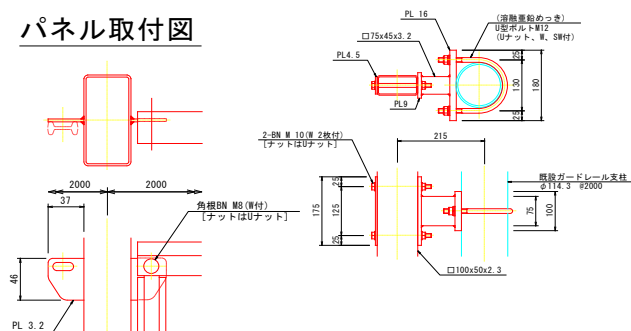 パネル取付図
PL 16
(溶融亜鉛めっき)
U型ボルトM12
(Uナット、W、SW付)
□75x45x3.2
PL4.5
PL9
25
130
25
180
2-BN M 10(W 2枚付)
[ナットはUナット]
215
既設ガードレール支柱
φ114.3 @2000
175
25
125
25
75
100
□100x50x2.3
2000
2000
37
角根BN M8(W付)
[ナットはUナット]
46
PL 3.2